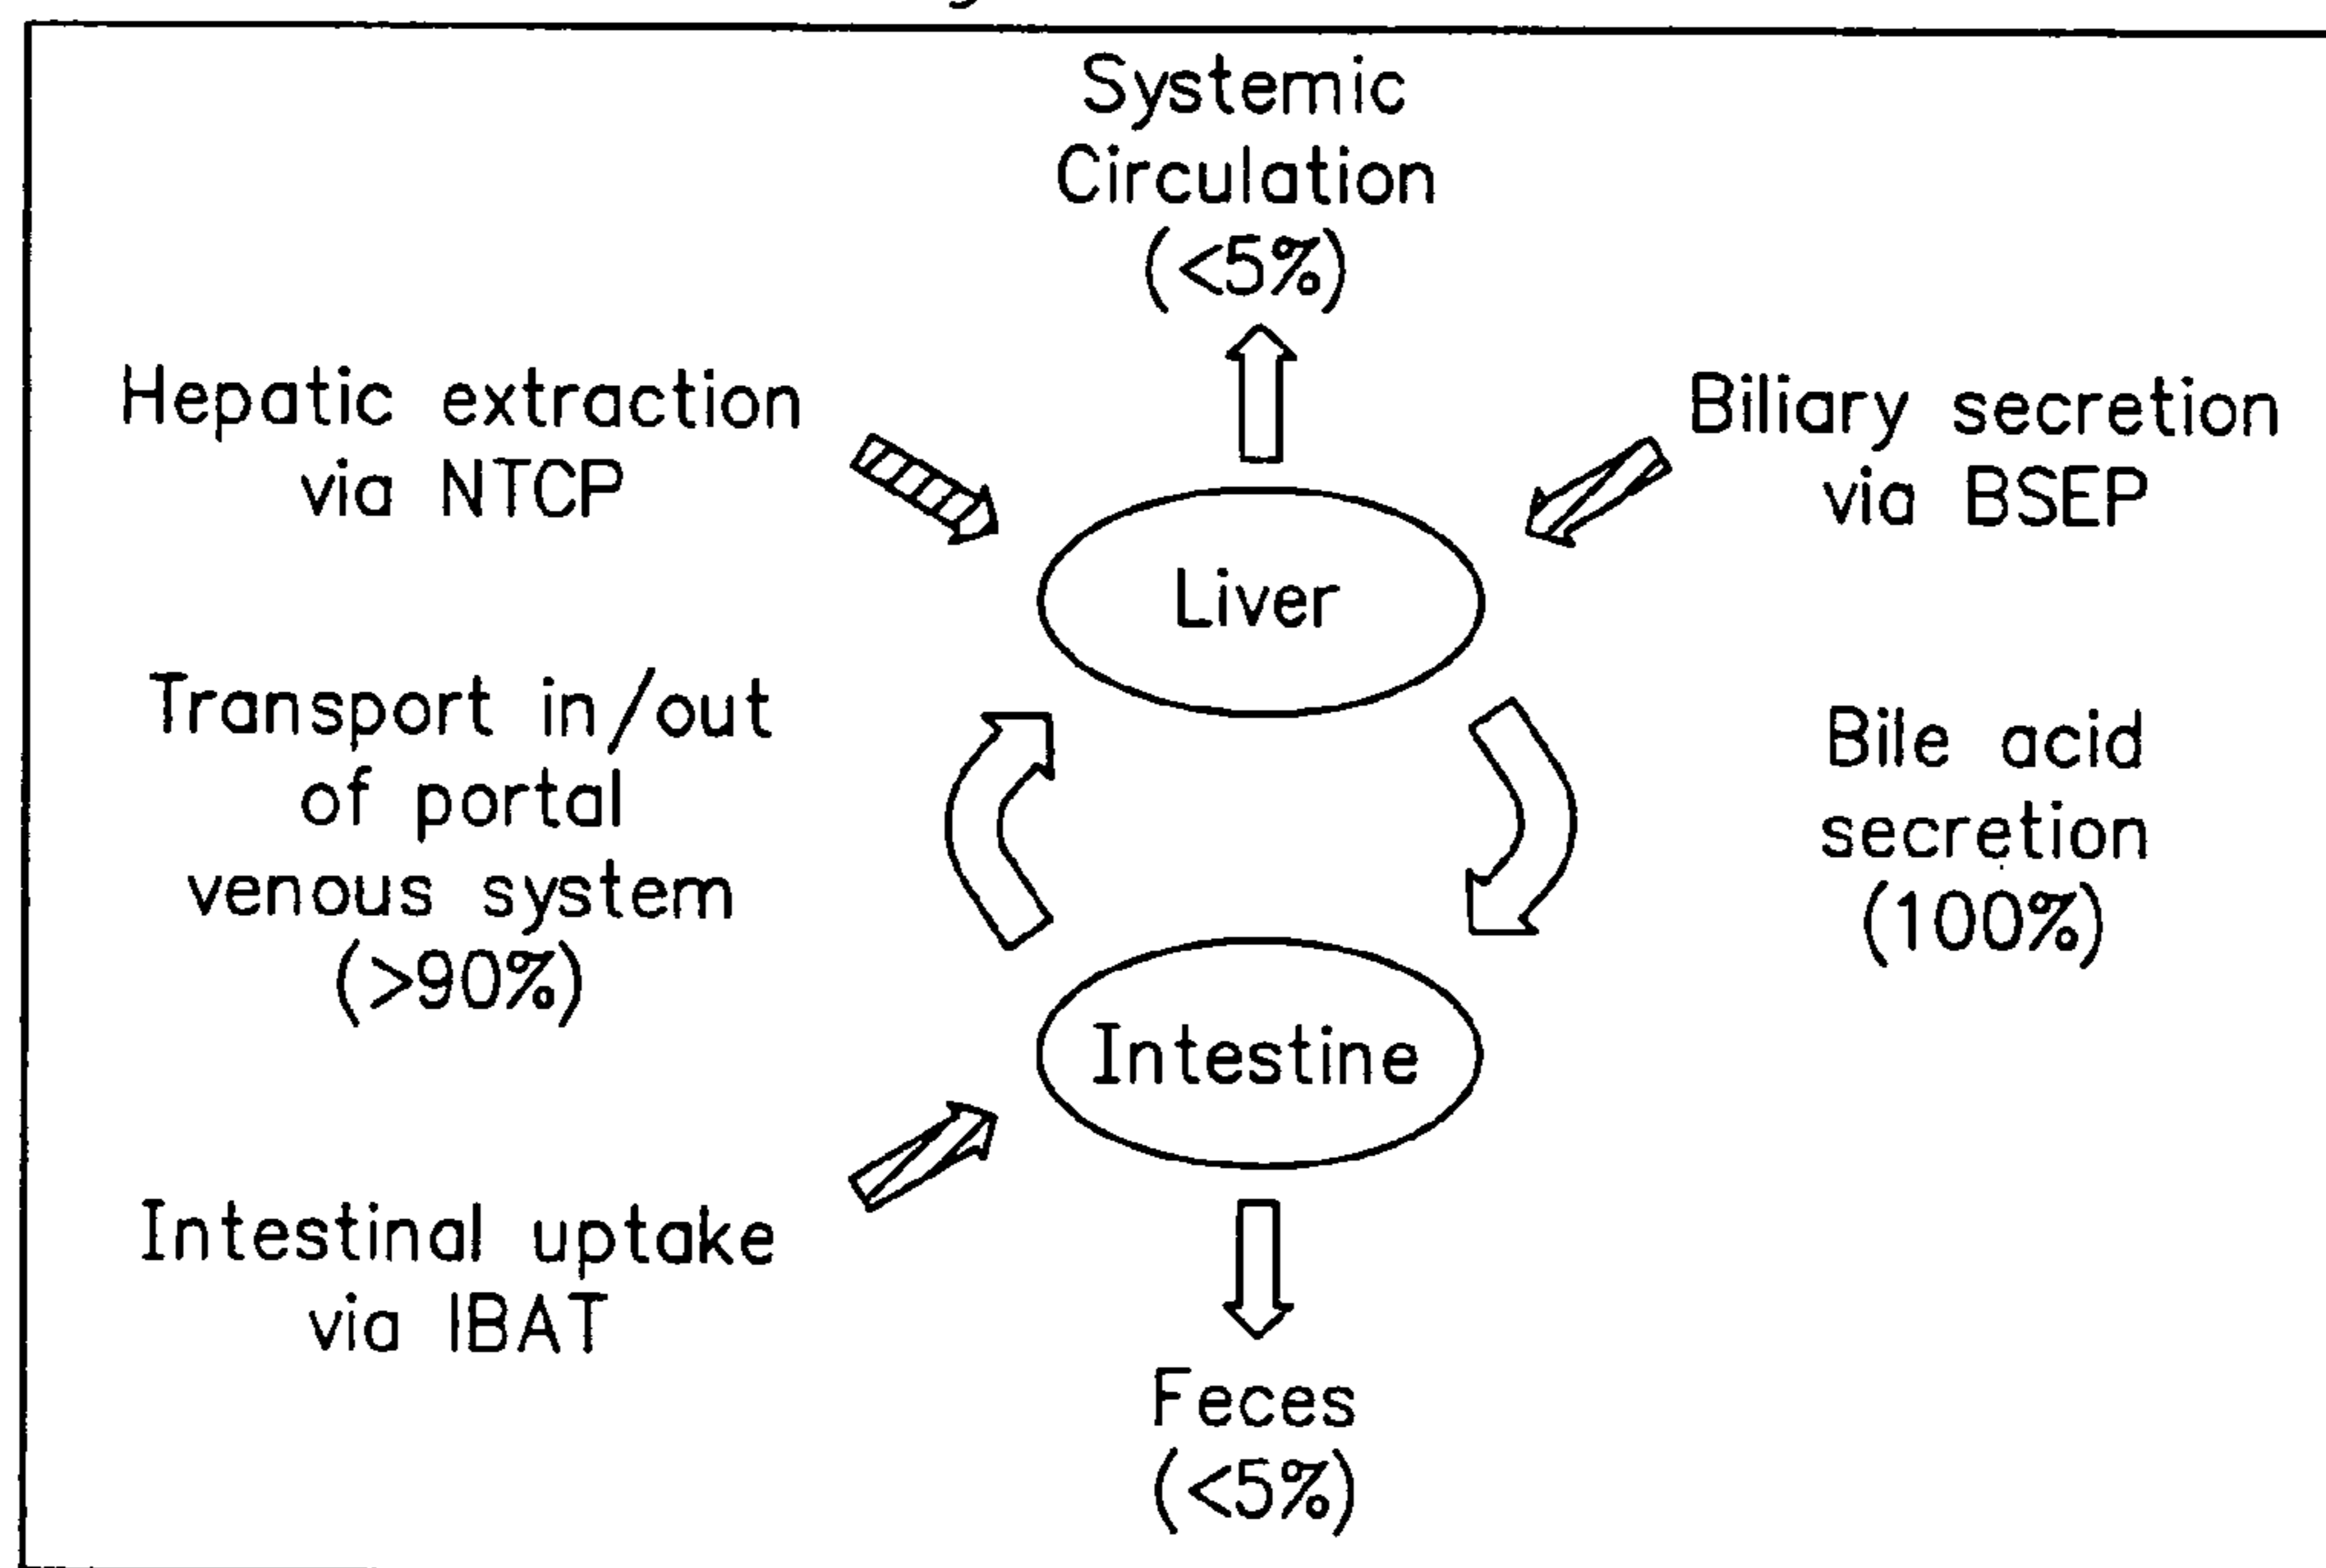 Systemic
Circulation
(<5%)
Hepatic extraction
via NTCP
Biliary secretion
via BSEP
Liver
Transport in/out
of portal
venous system
(>90%)
Bile acid
secretion
(100%)
Intestine
Intestinal uptake
via IBAT
Feces
(<5%)